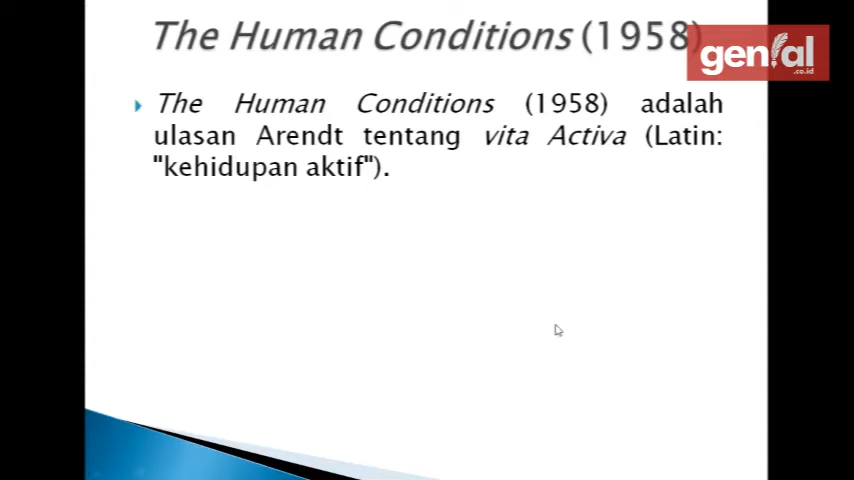 The Human Conditions (1958)
genial
.co.id
The Human Conditions (1958) adalah
ulasan Arendt tentang vita Activa (Latin:
"kehidupan aktif").